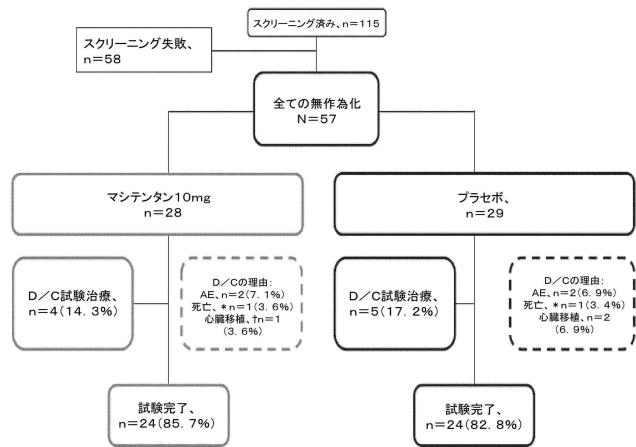 スクリーニング済み、n=115
スクリーニング失敗、
n=58
全ての無作為化
N=57
マシテンタン10mg
n=28
プラセボ、
n=29
D/C試験治療、
n=4(14.3%)
D/Cの理由:
AE、n=2(7.1%)
死亡、*n=1(3.6%)
心臓移植、†n=1
(3.6%)
D/C試験治療、
n=5(17.2%)
D/Cの理由:
AE、n=2(6.9%)
死亡、*n=1(3.4%)
心臓移植、n=2
(6.9%)
試験完了、
n=24(85.7%)
試験完了、
n=24(82.8%)